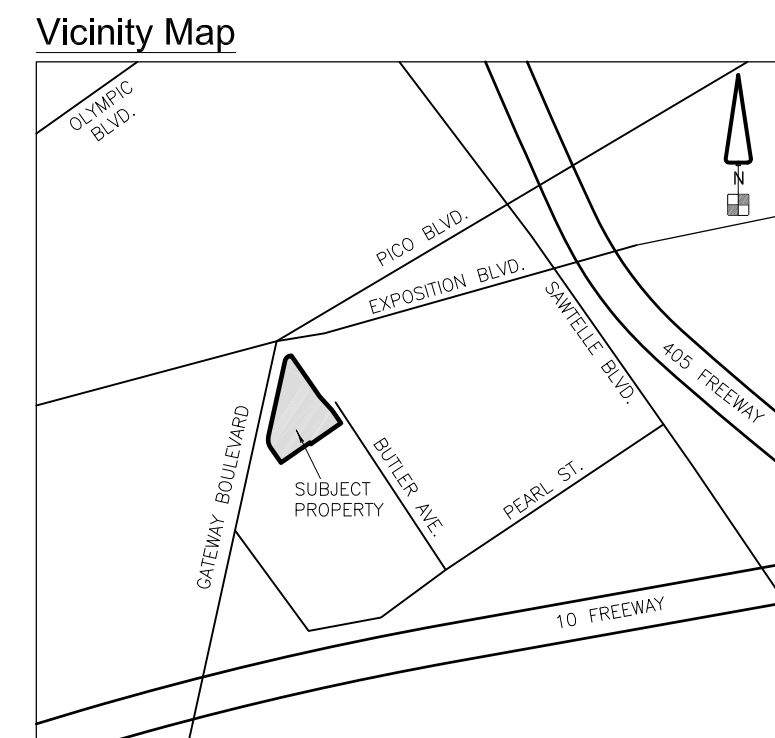 Vicinity Map
OLYMPIC
BLVD.
N
PICO BLVD.
EXPOSITION BLVD.
SAWTELLE BLVD.
405 FREEWAY
GATEWAY BOULEVARD
SUBJECT
PROPERTY
BUTLER AVE.
PEARL ST.
10 FREEWAY